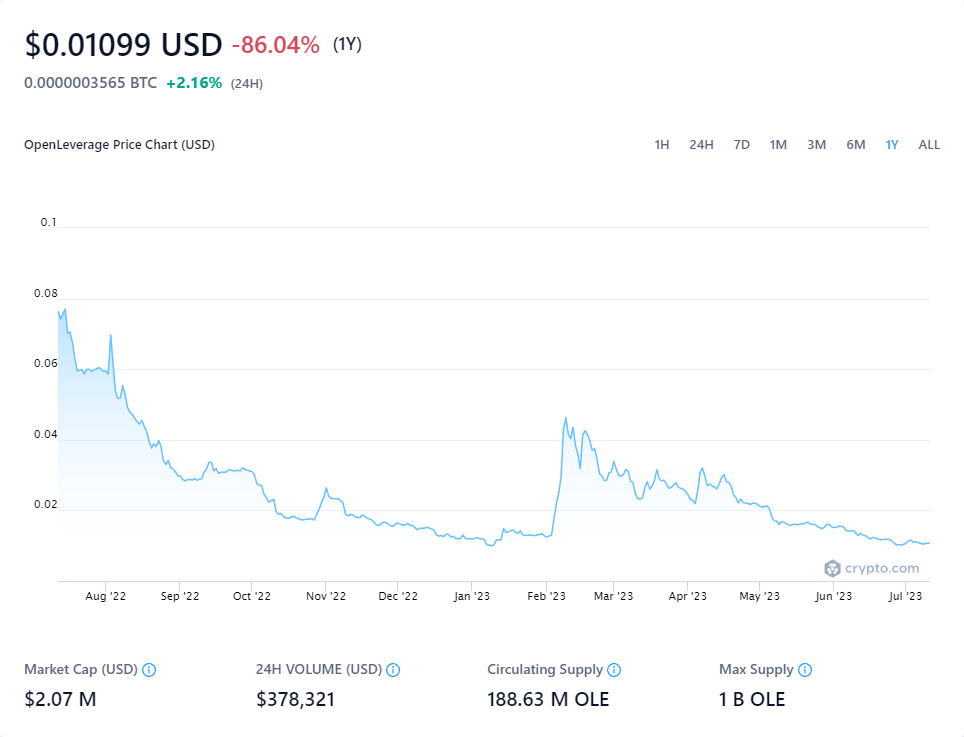 $0.01099 USD -86.04% (1Y)
0.0000003565 BTC +2.16% (24H)
OpenLeverage Price Chart (USD) 1H 24H 7D 1M 3M 6M 1Y ALL
0.1
0.08
0.06
0.04
0.02
crypto.com
Aug '22 Sep '22 Oct '22 Nov '22 Dec '22 Jan '23 Feb '23 Mar '23 Apr '23 May '23 Jun '23 Jul '23
Market Cap (USD) 24H VOLUME (USD) Circulating Supply Max Supply
$2.07 M $378,321 188.63 M OLE 1 B OLE